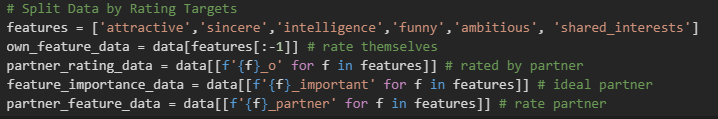 # Split Data by Rating Targets
features = ['attractive','sincere','intelligence','funny','ambitious', 'shared_interests']
own_feature_data = data[features[:-1]] # rate themselves
partner_rating_data = data[[f'{f}_o' for f in features]] # rated by partner
feature_importance_data = data[[f'{f}_important' for f in features]] # ideal partner
partner_feature_data = data[[f'{f}_partner' for f in features]] # rate partner